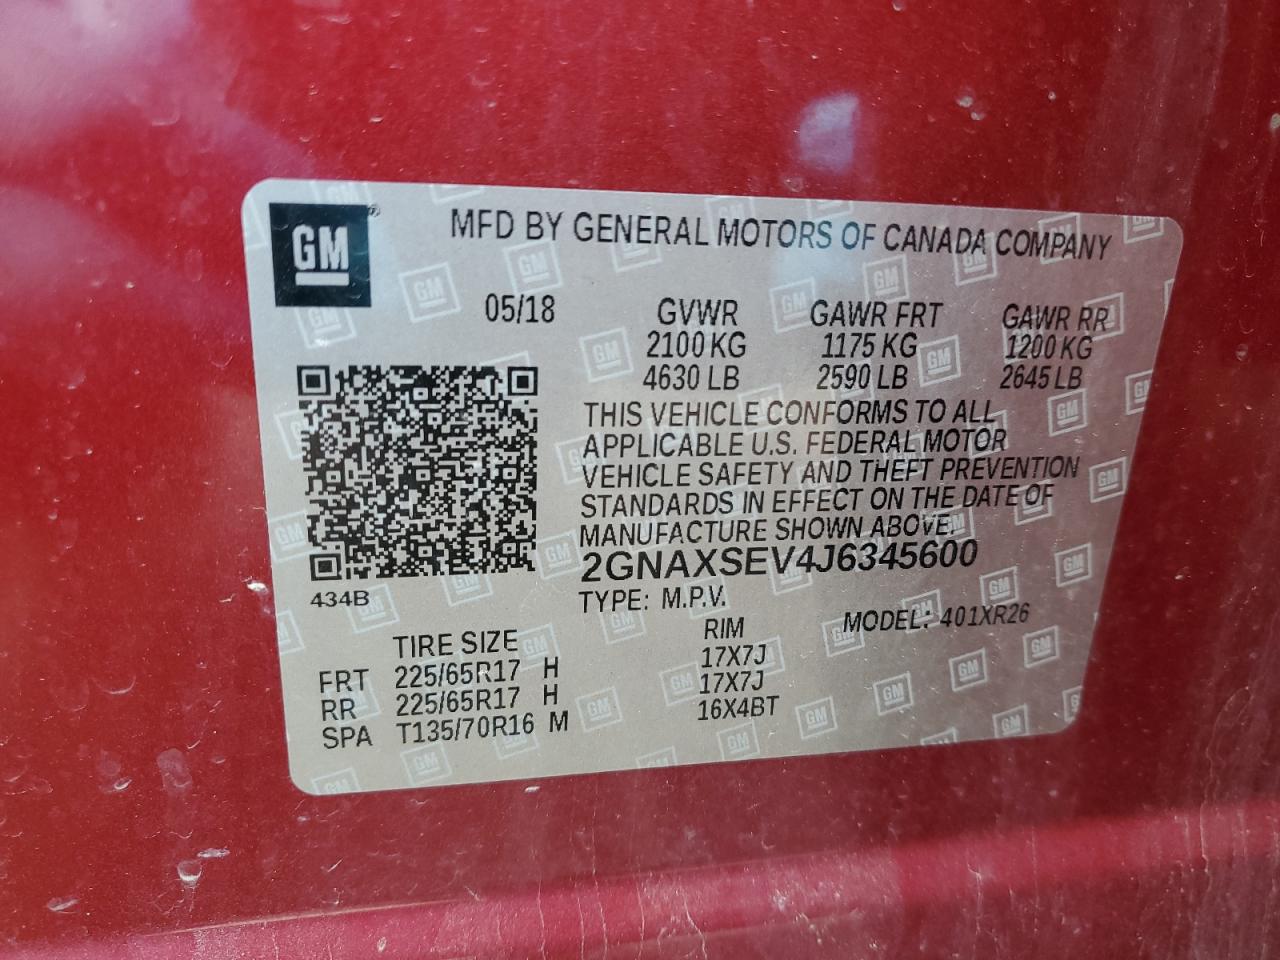 GM
MFD BY GENERAL MOTORS OF CANADA COMPANY
05/18 GVWR GAWR FRT GAWR RR
2100 KG 1175 KG 1200 KG
4630 LB 2590 LB 2645 LB
THIS VEHICLE CONFORMS TO ALL
APPLICABLE U.S. FEDERAL MOTOR
VEHICLE SAFETY AND THEFT PREVENTION
STANDARDS IN EFFECT ON THE DATE OF
MANUFACTURE SHOWN ABOVE.
2GNAXSEV4J6345600
434B
TYPE: M.P.V. MODEL: 401XR26
TIRE SIZE RIM
FRT 225/65R17 H 17X7J
RR 225/65R17 H 17X7J
SPA T135/70R16 M 16X4BT